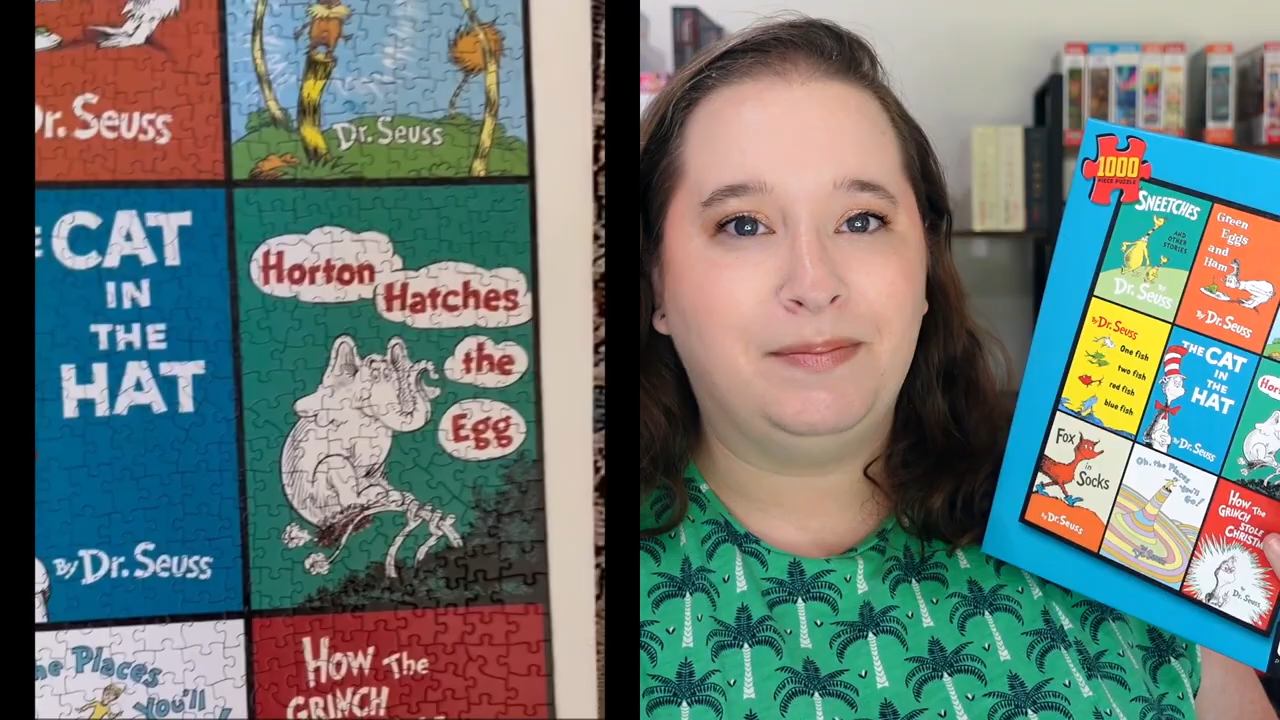 Dr. Seuss
Dr. Seuss
CAT
IN
THE
HAT
By Dr. Seuss
Horton
Hatches
the
Egg
Places
You'll
How The
GRINCH
1000
PIECE PUZZLE
SNEETCHES
AND
OTHER
STORIES
BY
Dr. Seuss
Green
Eggs
and
Ham
By Dr. Seuss
By Dr. Seuss
One fish
two fish
red fish
blue fish
THE CAT
IN
THE
HAT
By Dr. Seuss
Fox
in
Socks
by Dr. Seuss
Oh, the Places
You'll
Go!
How The
GRINCH
STOLE
Dr. Seuss